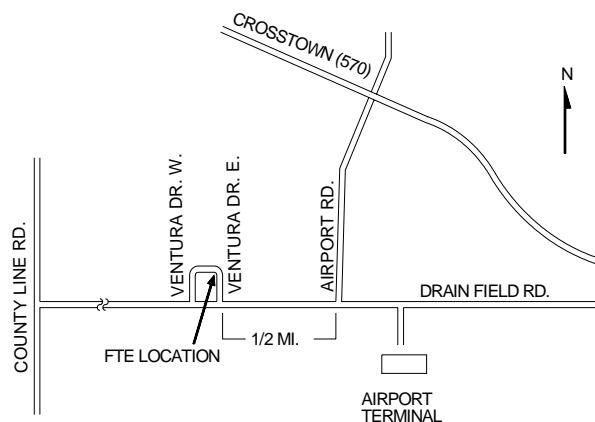 CROSSTOWN (570)
N
COUNTY LINE RD.
VENTURA DR. W.
VENTURA DR. E.
AIRPORT RD.
DRAIN FIELD RD.
FTE LOCATION
1/2 MI.
AIRPORT
TERMINAL